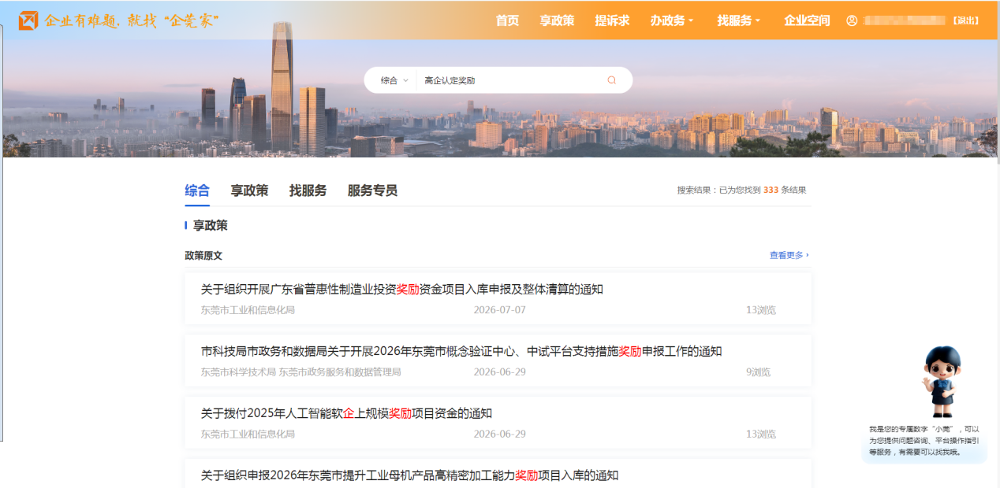 企业有难题，就找“企莞家”
首页 享政策 提诉求 办政务 找服务 企业空间 【退出】
综合 高企认定奖励
综合 享政策 找服务 服务专员 搜索结果：已为您找到 333 条结果
享政策
政策原文 查看更多 ›
关于组织开展广东省普惠性制造业投资奖励资金项目入库申报及整体清算的通知
东莞市工业和信息化局 2026-07-07 13浏览
市科技局市政务和数据局关于开展2026年东莞市概念验证中心、中试平台支持措施奖励申报工作的通知
东莞市科学技术局 东莞市政务服务和数据管理局 2026-06-29 9浏览
关于拨付2025年人工智能软企上规模奖励项目资金的通知
东莞市工业和信息化局 2026-06-29 13浏览
关于组织申报2026年东莞市提升工业母机产品高精密加工能力奖励项目入库的通知
我是您的专属数字“小莞”，可以
为您提供问题咨询、平台操作指引
等服务，有需要可以找我哦。